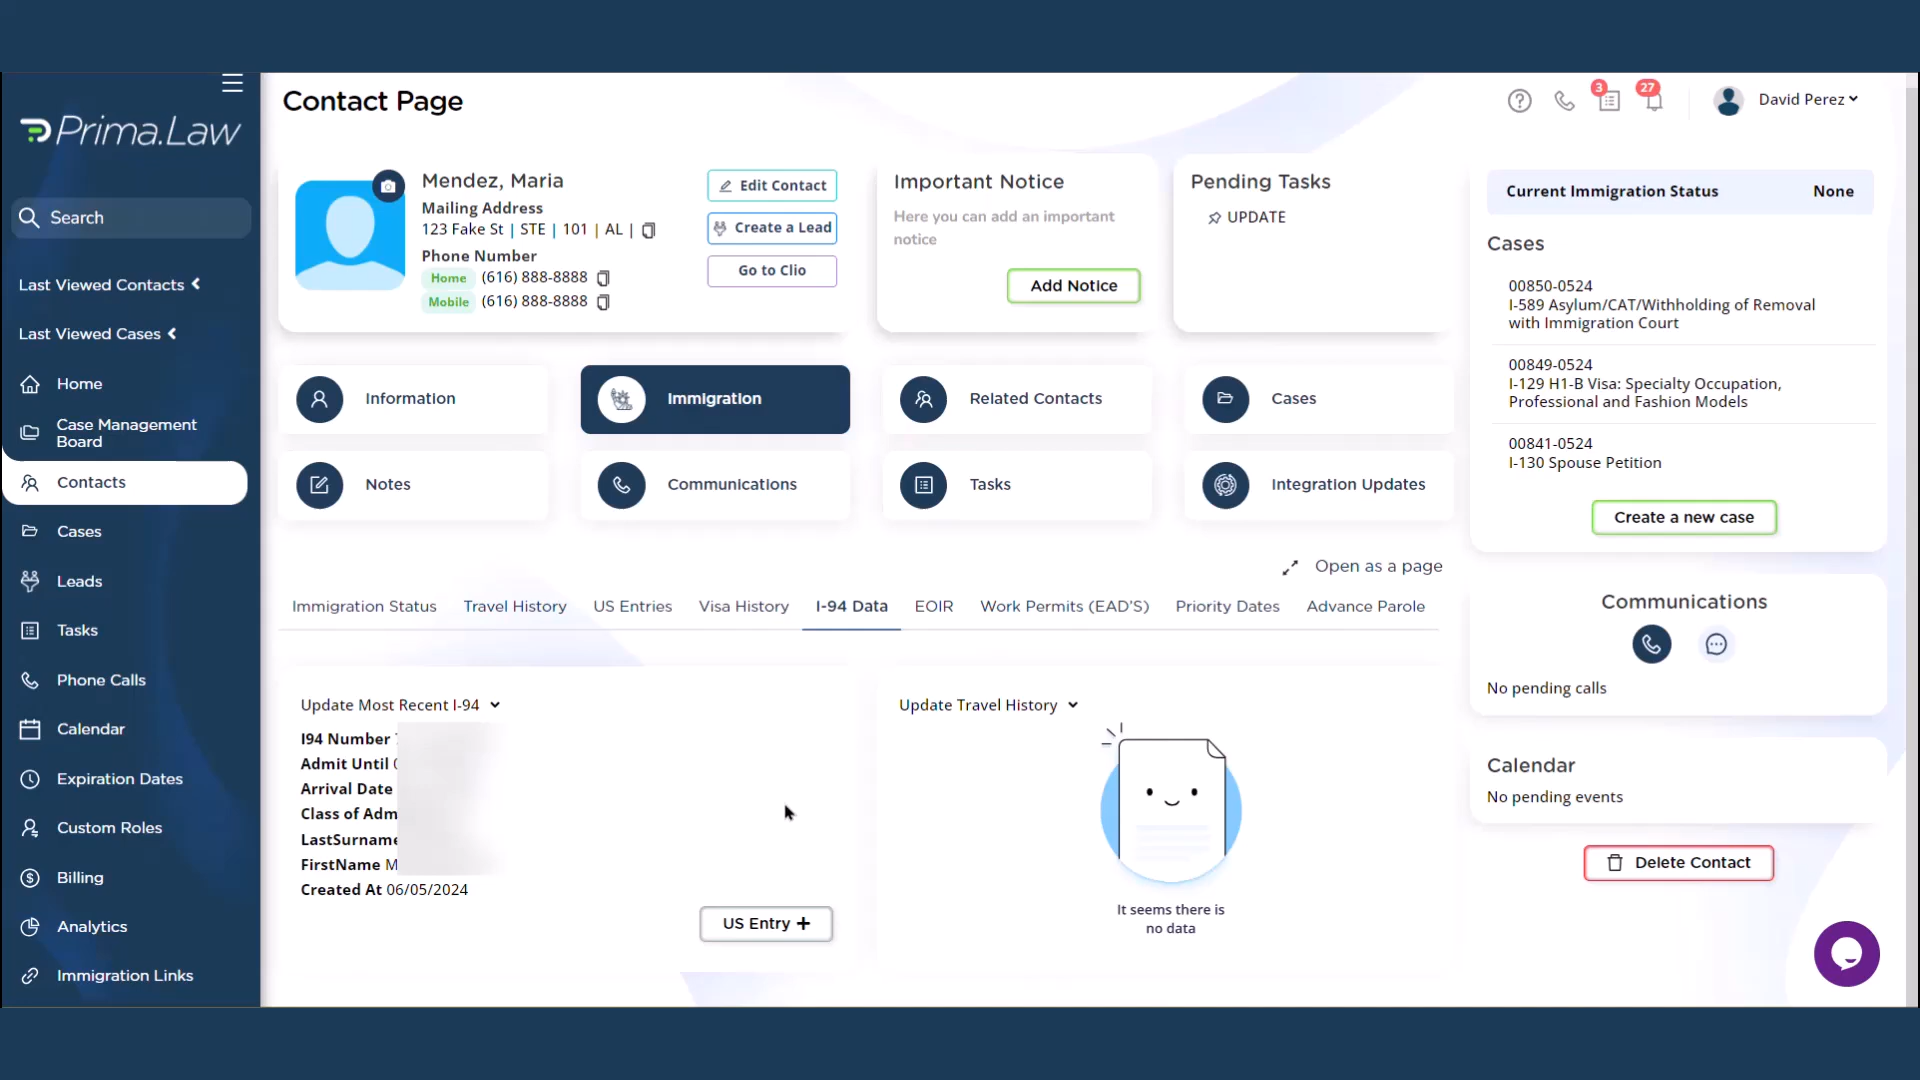 Prima.Law
Search
Last Viewed Contacts
Last Viewed Cases
Home
Case Management
Board
Contacts
Cases
Leads
Tasks
Phone Calls
Calendar
Expiration Dates
Custom Roles
Billing
Analytics
Immigration Links
Contact Page
3
27
David Perez
Mendez, Maria
Mailing Address
123 Fake St | STE | 101 | AL |
Phone Number
Home (616) 888-8888
Mobile (616) 888-8888
Edit Contact
Create a Lead
Go to Clio
Important Notice
Here you can add an important
notice
Add Notice
Pending Tasks
UPDATE
Current Immigration Status None
Cases
00850-0524
I-589 Asylum/CAT/Withholding of Removal
with Immigration Court
00849-0524
I-129 H1-B Visa: Specialty Occupation,
Professional and Fashion Models
00841-0524
I-130 Spouse Petition
Create a new case
Information
Immigration
Related Contacts
Cases
Notes
Communications
Tasks
Integration Updates
Open as a page
Immigration Status Travel History US Entries Visa History I-94 Data EOIR Work Permits (EAD'S) Priority Dates Advance Parole
Update Most Recent I-94
I94 Number
Admit Until
Arrival Date
Class of Adm
LastSurname
FirstName M
Created At 06/05/2024
US Entry +
Update Travel History
It seems there is
no data
Communications
No pending calls
Calendar
No pending events
Delete Contact